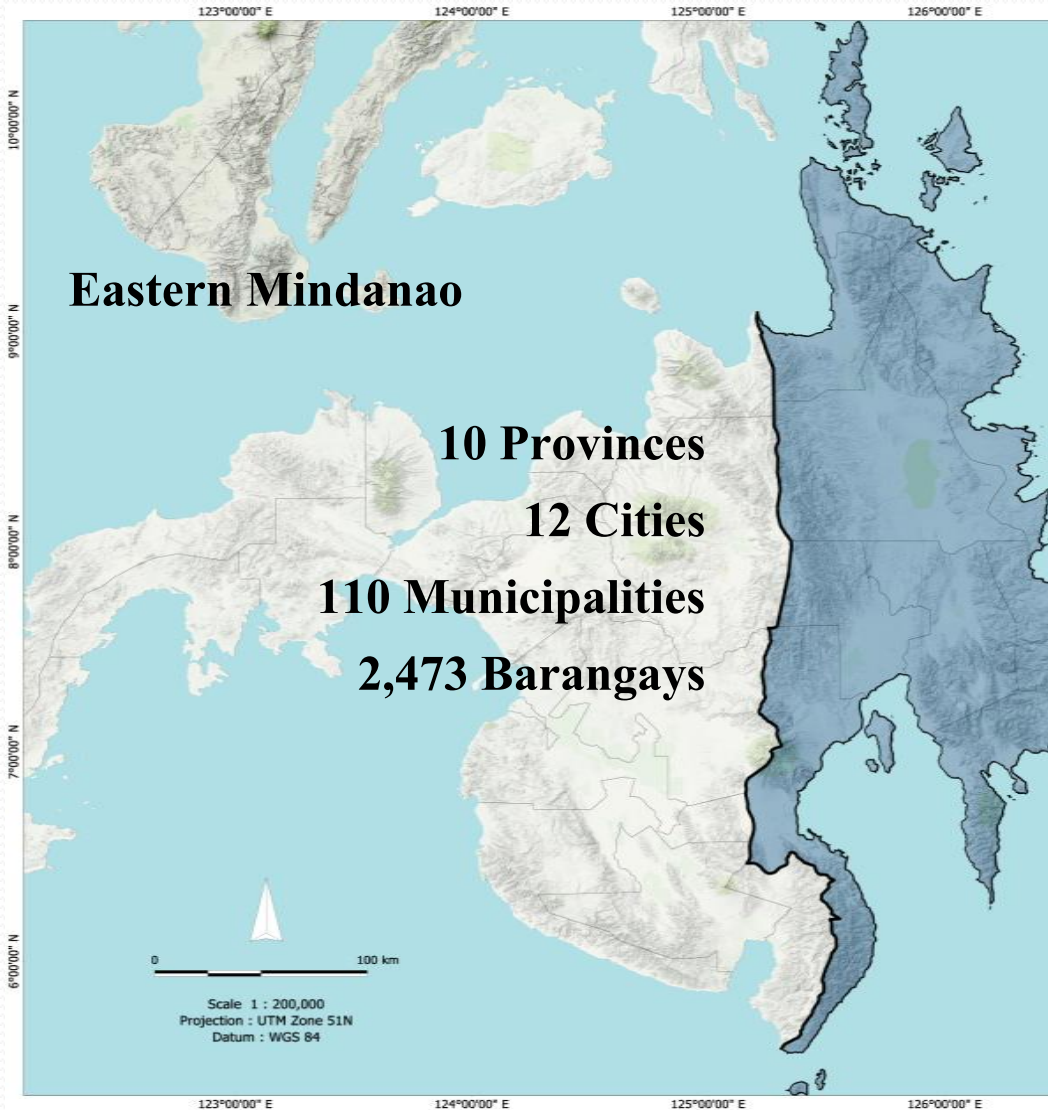 123°00'00" E 124°00'00" E 125°00'00" E 126°00'00" E
10°00'00" N
9°00'00" N
8°00'00" N
7°00'00" N
6°00'00" N
Eastern Mindanao
10 Provinces
12 Cities
110 Municipalities
2,473 Barangays
0 100 km
Scale 1 : 200,000
Projection : UTM Zone 51N
Datum : WGS 84
123°00'00" E 124°00'00" E 125°00'00" E 126°00'00" E